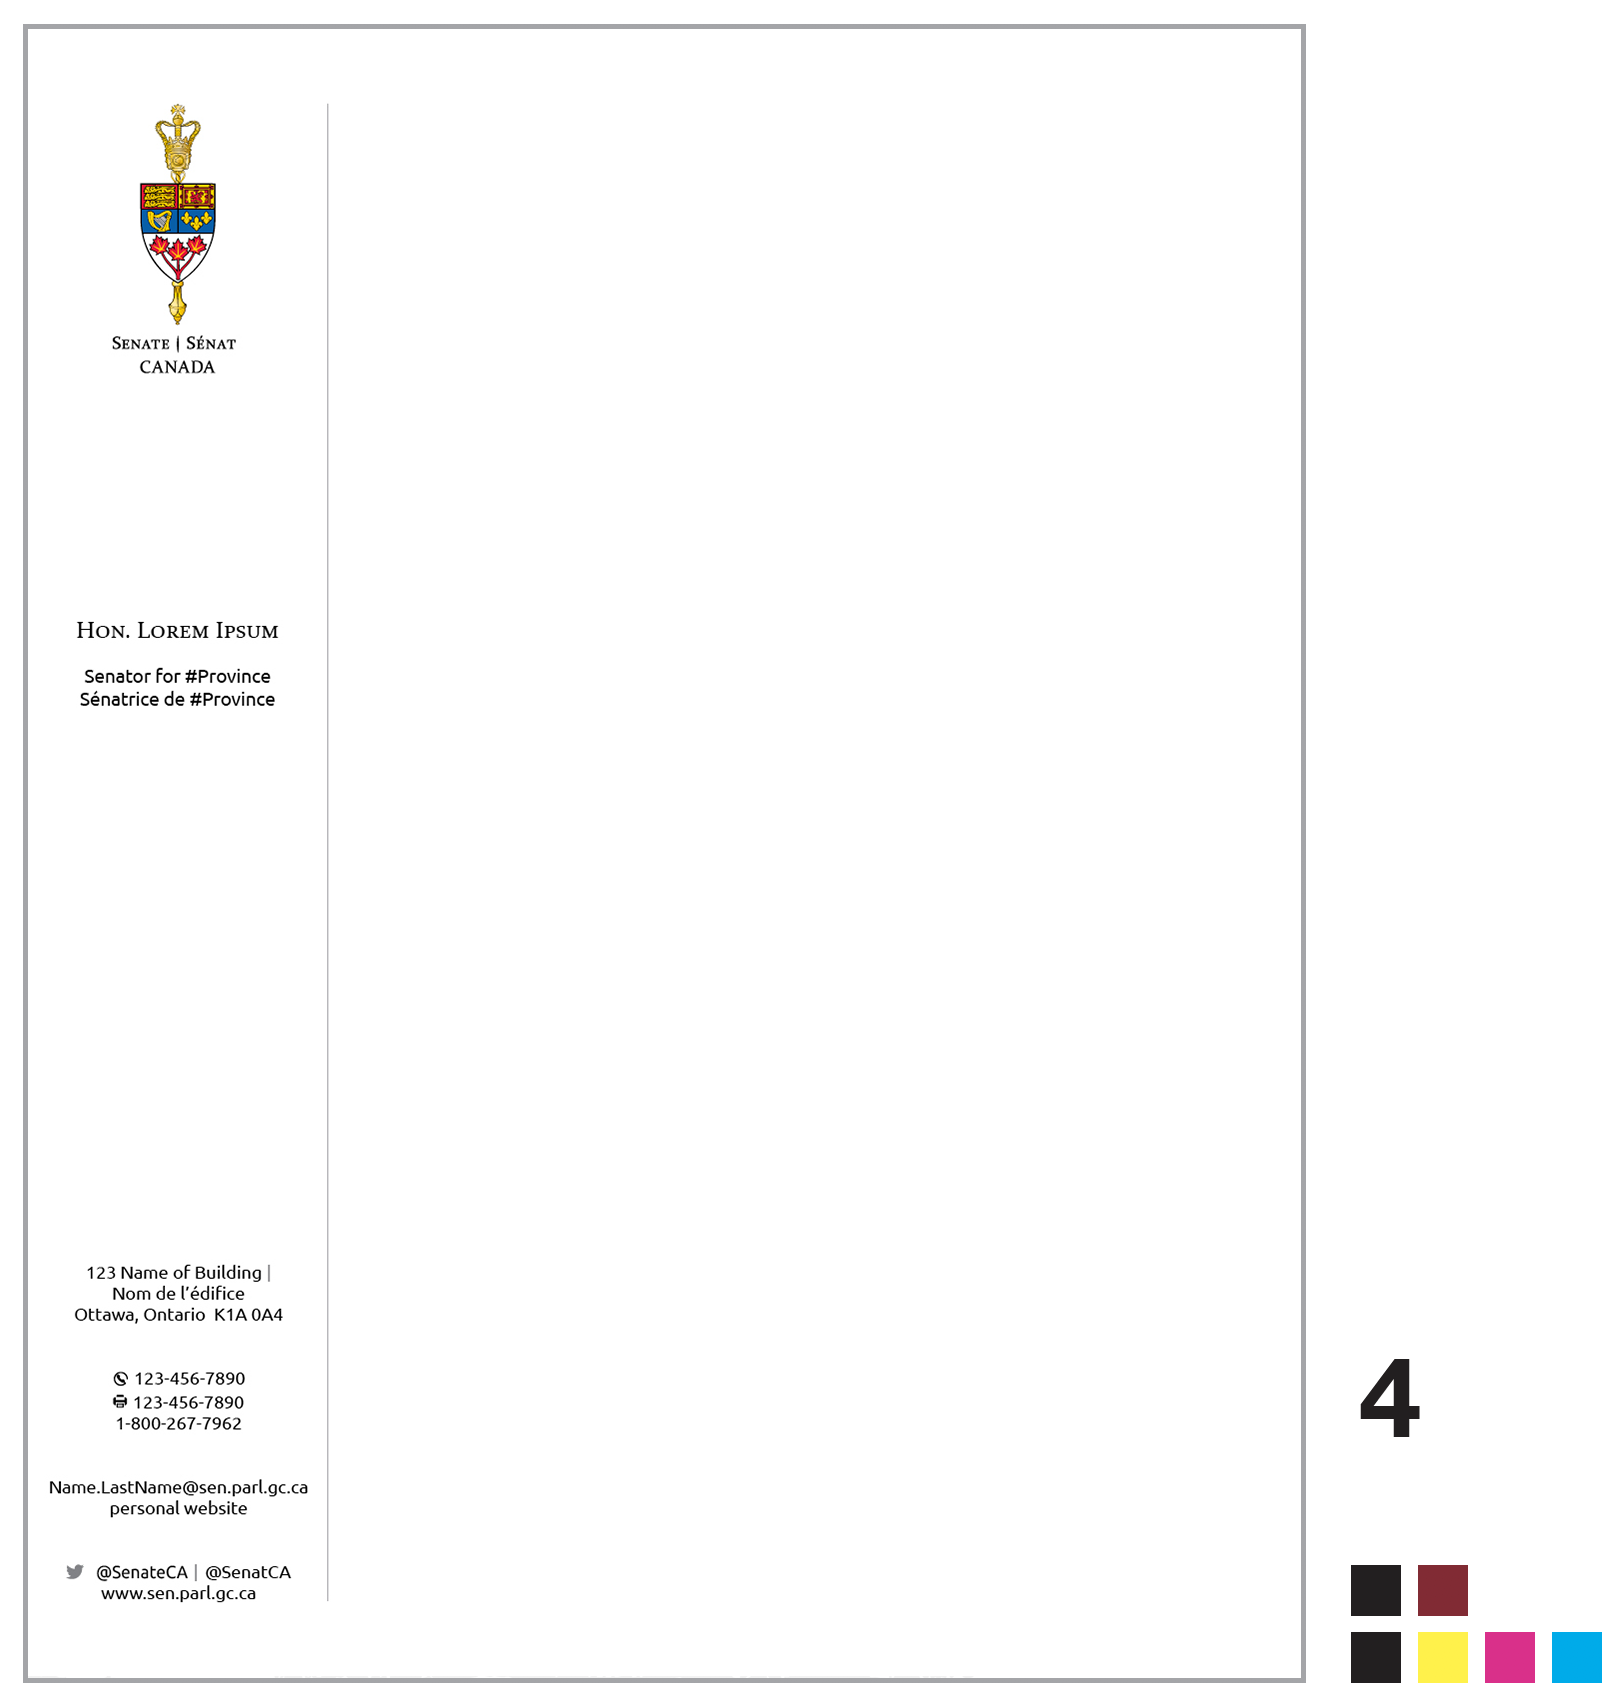 SENATE | SÉNAT
CANADA
HON. LOREM IPSUM
Senator for #Province
Sénatrice de #Province
123 Name of Building |
Nom de l’édifice
Ottawa, Ontario  K1A 0A4
123-456-7890
123-456-7890
1-800-267-7962
Name.LastName@sen.parl.gc.ca
personal website
@SenateCA | @SenatCA
www.sen.parl.gc.ca
4